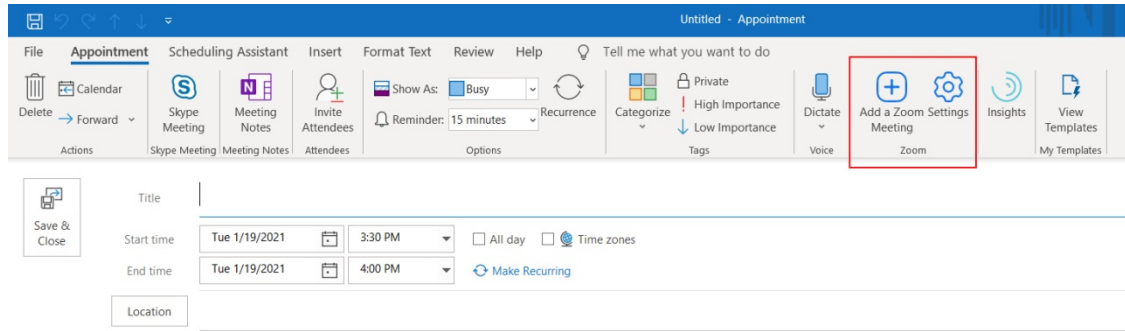 Untitled - Appointment
File Appointment Scheduling Assistant Insert Format Text Review Help Tell me what you want to do
Delete
Calendar
Forward
Actions
Skype
Meeting
Skype Meeting
N
Meeting
Notes
Meeting Notes
Invite
Attendees
Attendees
Show As: Busy
Reminder: 15 minutes
Recurrence
Options
Categorize
Private
High Importance
Low Importance
Tags
Dictate
Voice
Add a Zoom
Meeting
Settings
Zoom
Insights
View
Templates
My Templates
Save &
Close
Title
Start time Tue 1/19/2021 3:30 PM All day Time zones
End time Tue 1/19/2021 4:00 PM Make Recurring
Location